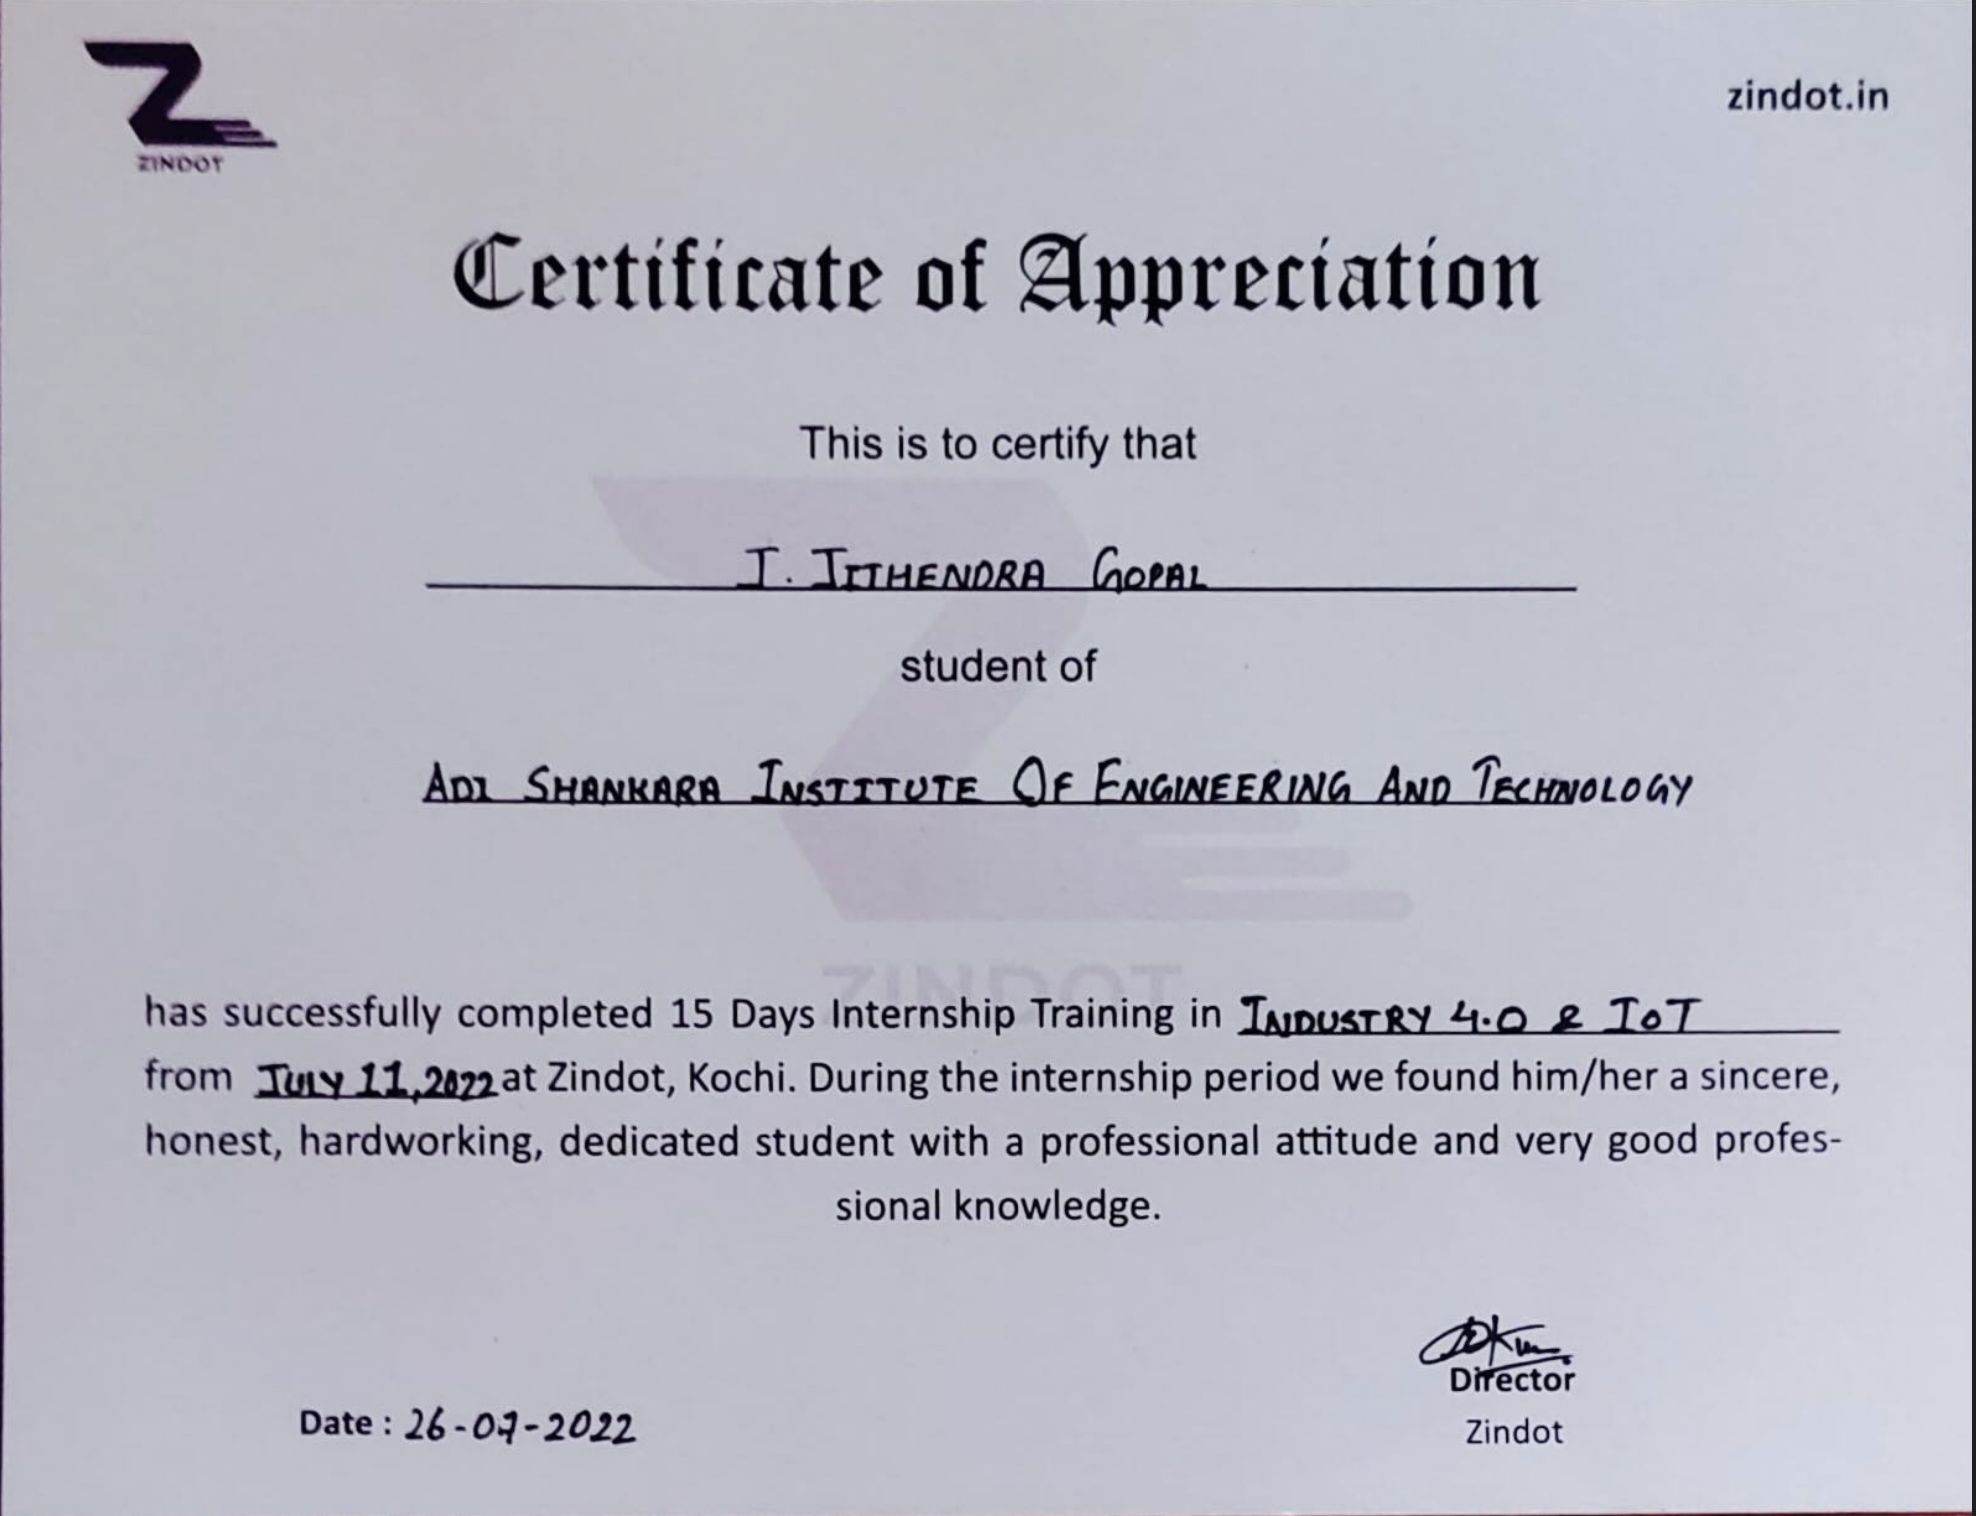 ZINDOT
zindot.in
Certificate of Appreciation
This is to certify that
J. JITHENDRA GOPAL
student of
ADI SHANKARA INSTITUTE OF ENGINEERING AND TECHNOLOGY
ZINDOT
has successfully completed 15 Days Internship Training in INDUSTRY 4.0 & IoT
from JULY 11,2022 at Zindot, Kochi. During the internship period we found him/her a sincere,
honest, hardworking, dedicated student with a professional attitude and very good profes-
sional knowledge.
Director
Date : 26-07-2022
Zindot